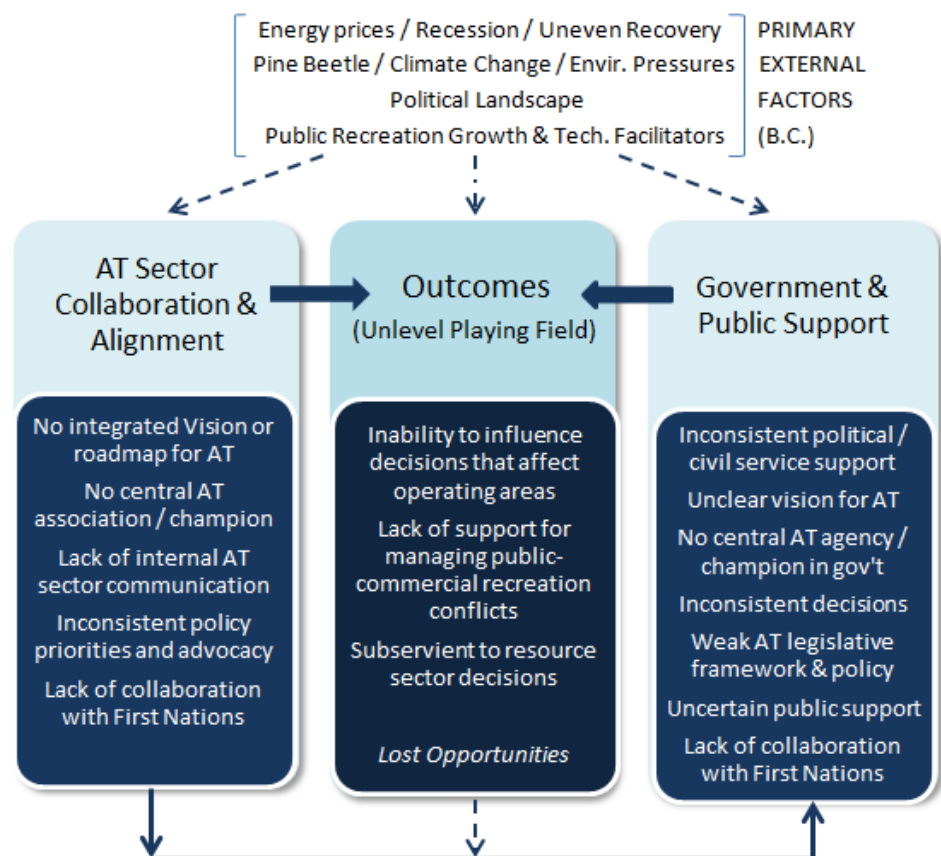 Energy prices / Recession / Uneven Recovery
Pine Beetle / Climate Change / Envir. Pressures
Political Landscape
Public Recreation Growth & Tech. Facilitators
PRIMARY
EXTERNAL
FACTORS
(B.C.)
AT Sector
Collaboration &
Alignment
No integrated Vision or
roadmap for AT
No central AT
association / champion
Lack of internal AT
sector communication
Inconsistent policy
priorities and advocacy
Lack of collaboration
with First Nations
Outcomes
(Unlevel Playing Field)
Inability to influence
decisions that affect
operating areas
Lack of support for
managing public-
commercial recreation
conflicts
Subservient to resource
sector decisions
Lost Opportunities
Government &
Public Support
Inconsistent political /
civil service support
Unclear vision for AT
No central AT agency /
champion in gov't
Inconsistent decisions
Weak AT legislative
framework & policy
Uncertain public support
Lack of collaboration
with First Nations